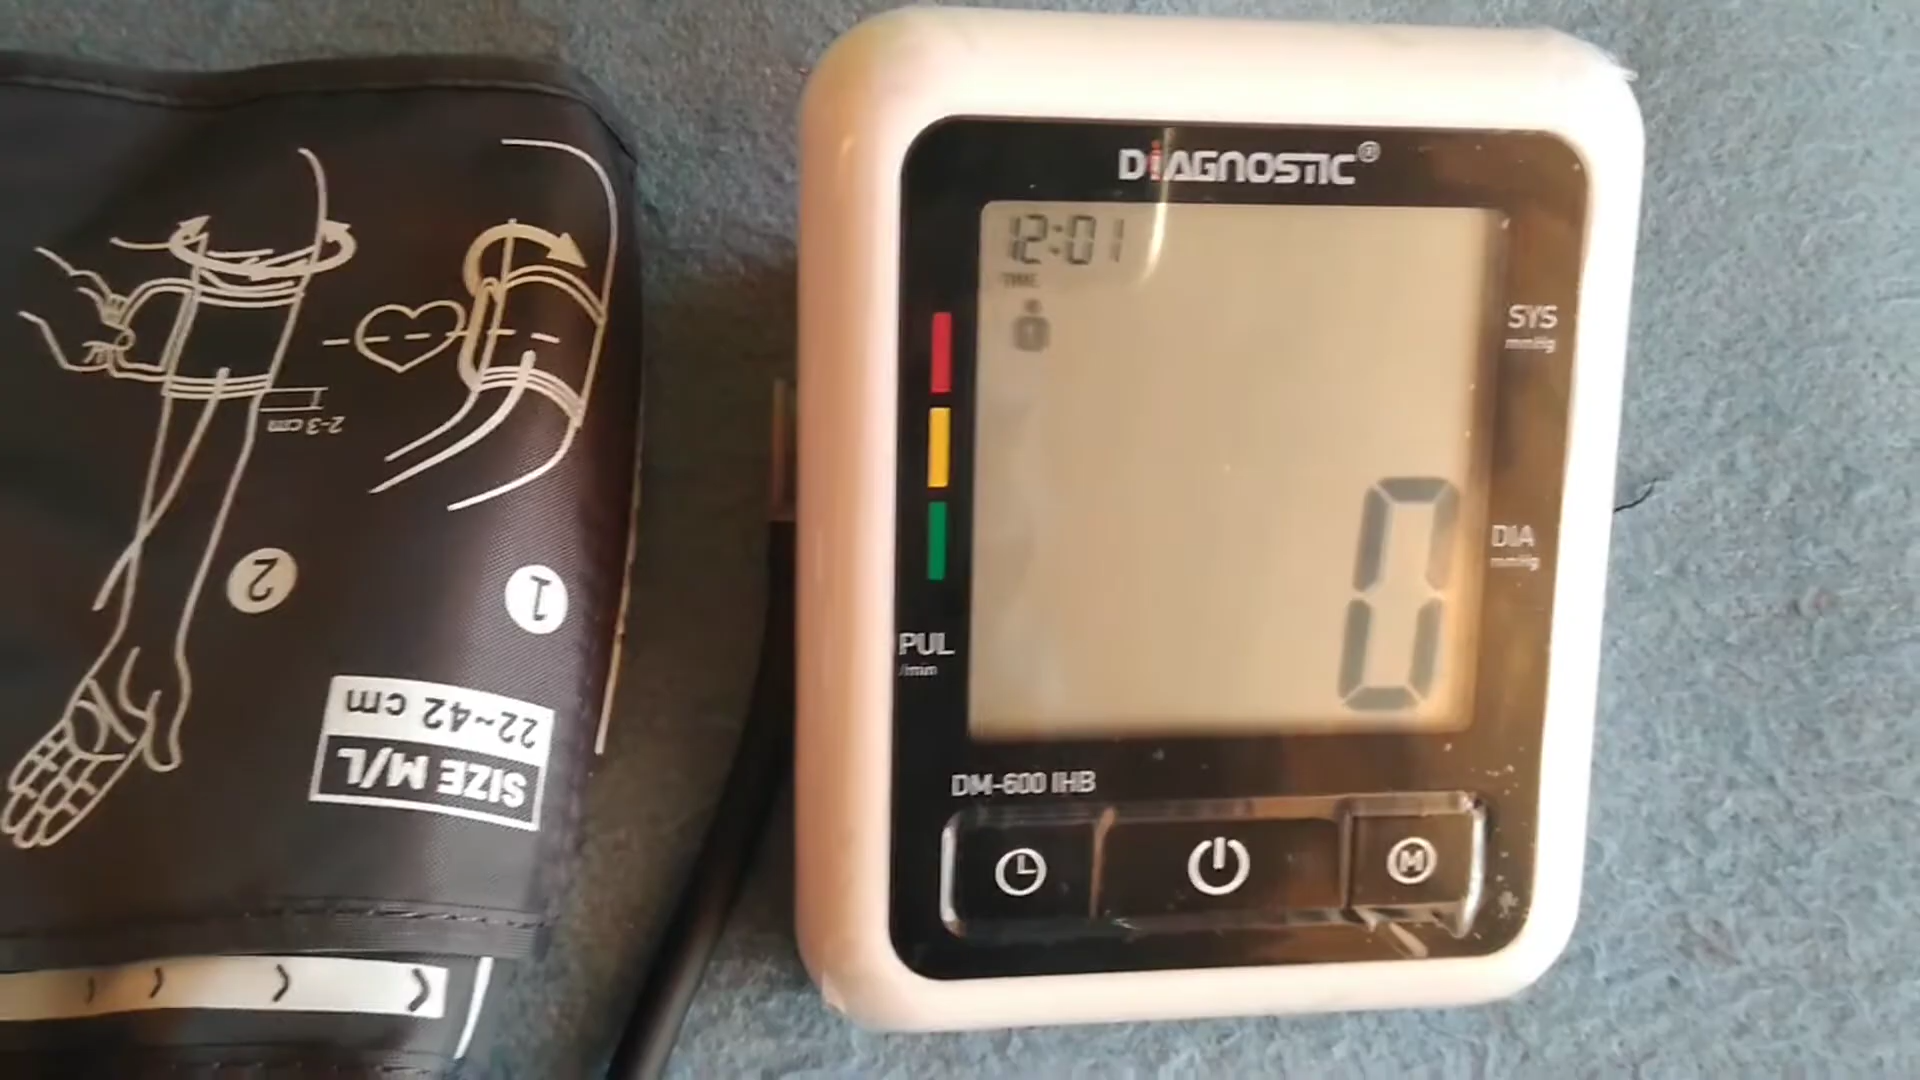 2-3 cm
2
1
22~42 cm
SIZE M/L
DiAGNOSTIC®
12:01
TIME
1
SYS
mmHg
DIA
mmHg
0
PUL
/min
DM-600 IHB
M